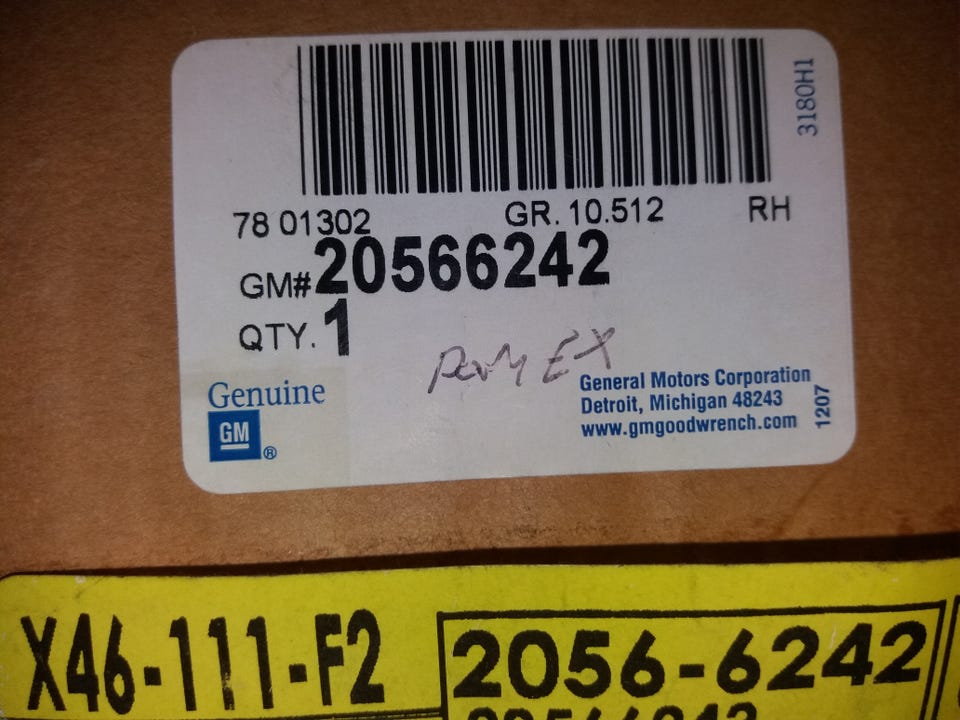 3180H1
78 01302 GR. 10.512 RH
GM# 20566242
QTY. 1
Genuine
GM ®
General Motors Corporation
Detroit, Michigan 48243
www.gmgoodwrench.com
1207
X46-111-F2
2056-6242